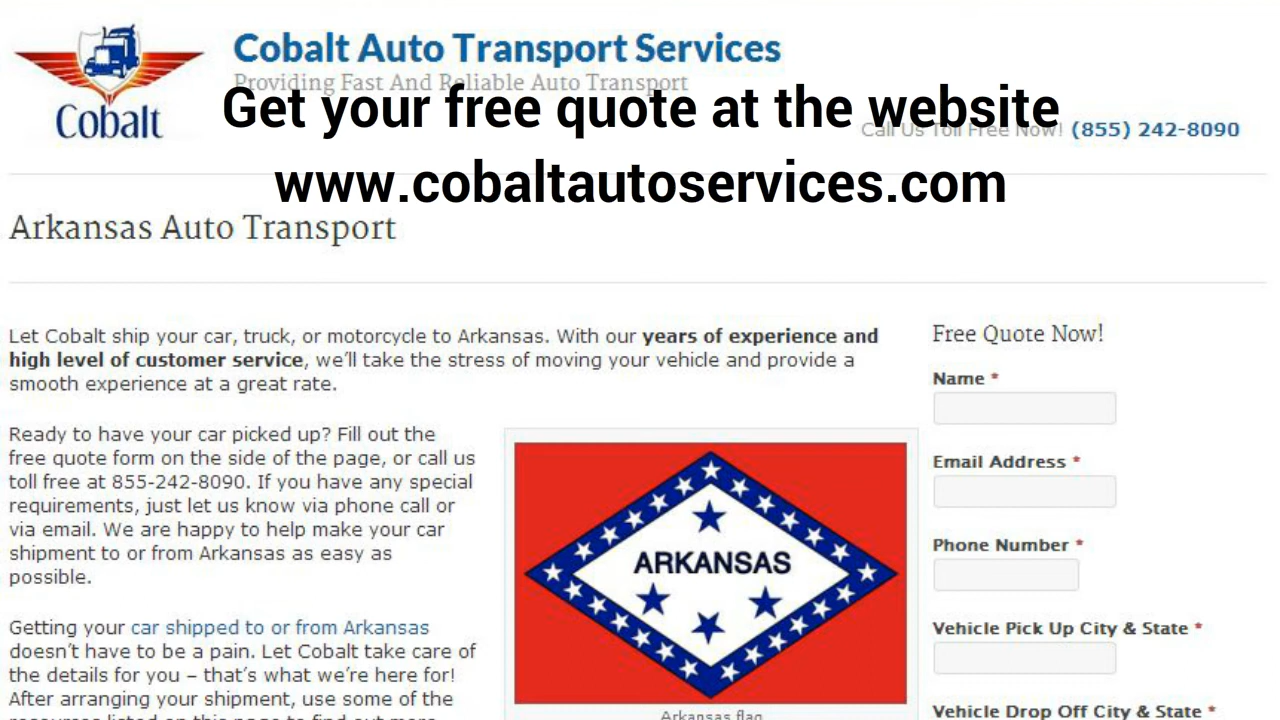 Cobalt
Cobalt Auto Transport Services
Providing Fast And Reliable Auto Transport
Get your free quote at the website
Call Us Toll Free Now! (855) 242-8090
www.cobaltautoservices.com
Arkansas Auto Transport
Let Cobalt ship your car, truck, or motorcycle to Arkansas. With our years of experience and
high level of customer service, we'll take the stress of moving your vehicle and provide a
smooth experience at a great rate.
Ready to have your car picked up? Fill out the
free quote form on the side of the page, or call us
toll free at 855-242-8090. If you have any special
requirements, just let us know via phone call or
via email. We are happy to help make your car
shipment to or from Arkansas as easy as
possible.
Getting your car shipped to or from Arkansas
doesn't have to be a pain. Let Cobalt take care of
the details for you – that's what we're here for!
After arranging your shipment, use some of the
resources listed on this page to find out more
ARKANSAS
Arkansas flag
Free Quote Now!
Name *
Email Address *
Phone Number *
Vehicle Pick Up City & State *
Vehicle Drop Off City & State *